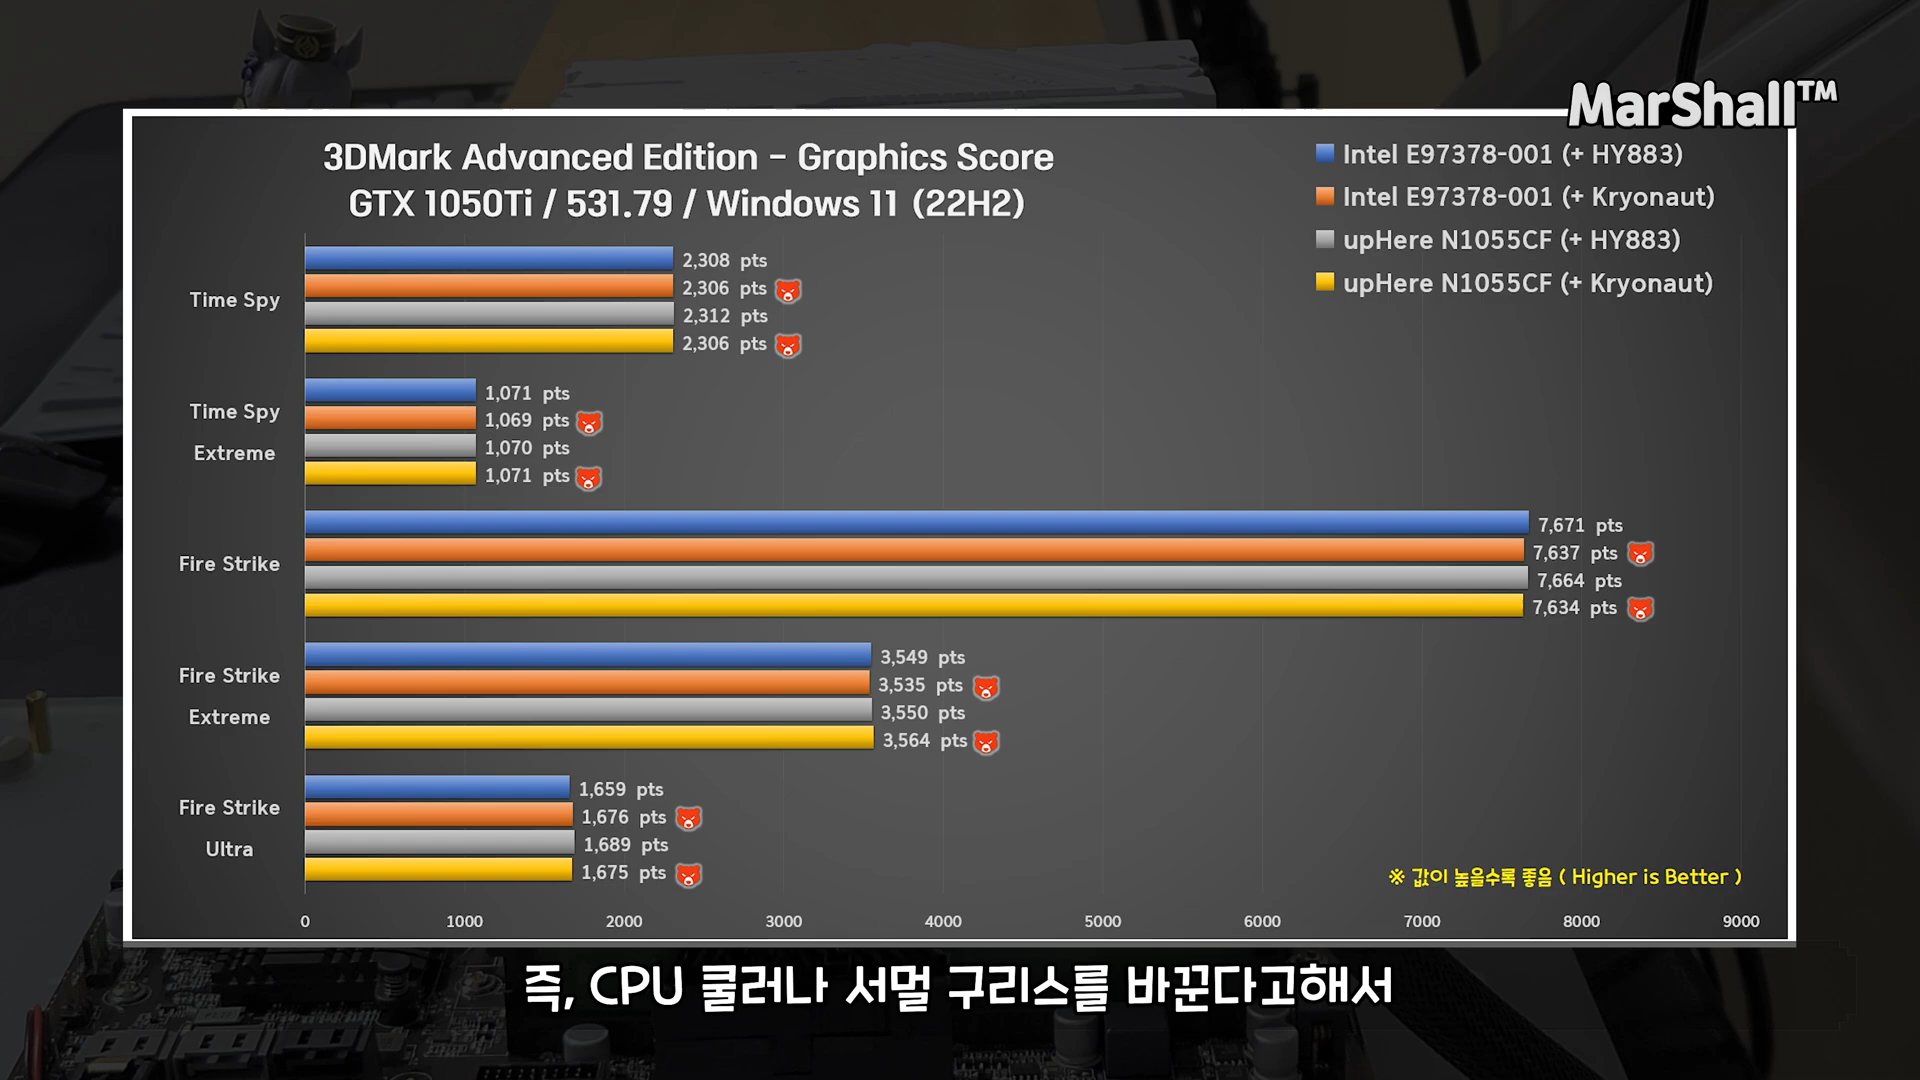 MarShall™
3DMark Advanced Edition - Graphics Score
GTX 1050Ti / 531.79 / Windows 11 (22H2)
Intel E97378-001 (+ HY883)
Intel E97378-001 (+ Kryonaut)
upHere N1055CF (+ HY883)
upHere N1055CF (+ Kryonaut)
Time Spy
2,308 pts
2,306 pts
2,312 pts
2,306 pts
Time Spy
Extreme
1,071 pts
1,069 pts
1,070 pts
1,071 pts
Fire Strike
7,671 pts
7,637 pts
7,664 pts
7,634 pts
Fire Strike
Extreme
3,549 pts
3,535 pts
3,550 pts
3,564 pts
Fire Strike
Ultra
1,659 pts
1,676 pts
1,689 pts
1,675 pts
※ 값이 높을수록 좋음 ( Higher is Better )
0 1000 2000 3000 4000 5000 6000 7000 8000 9000
즉, CPU 쿨러나 서멀 구리스를 바꾼다고해서